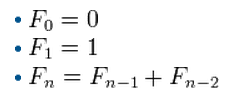 • F₀ = 0
• F₁ = 1
• Fₙ = Fₙ₋₁ + Fₙ₋₂